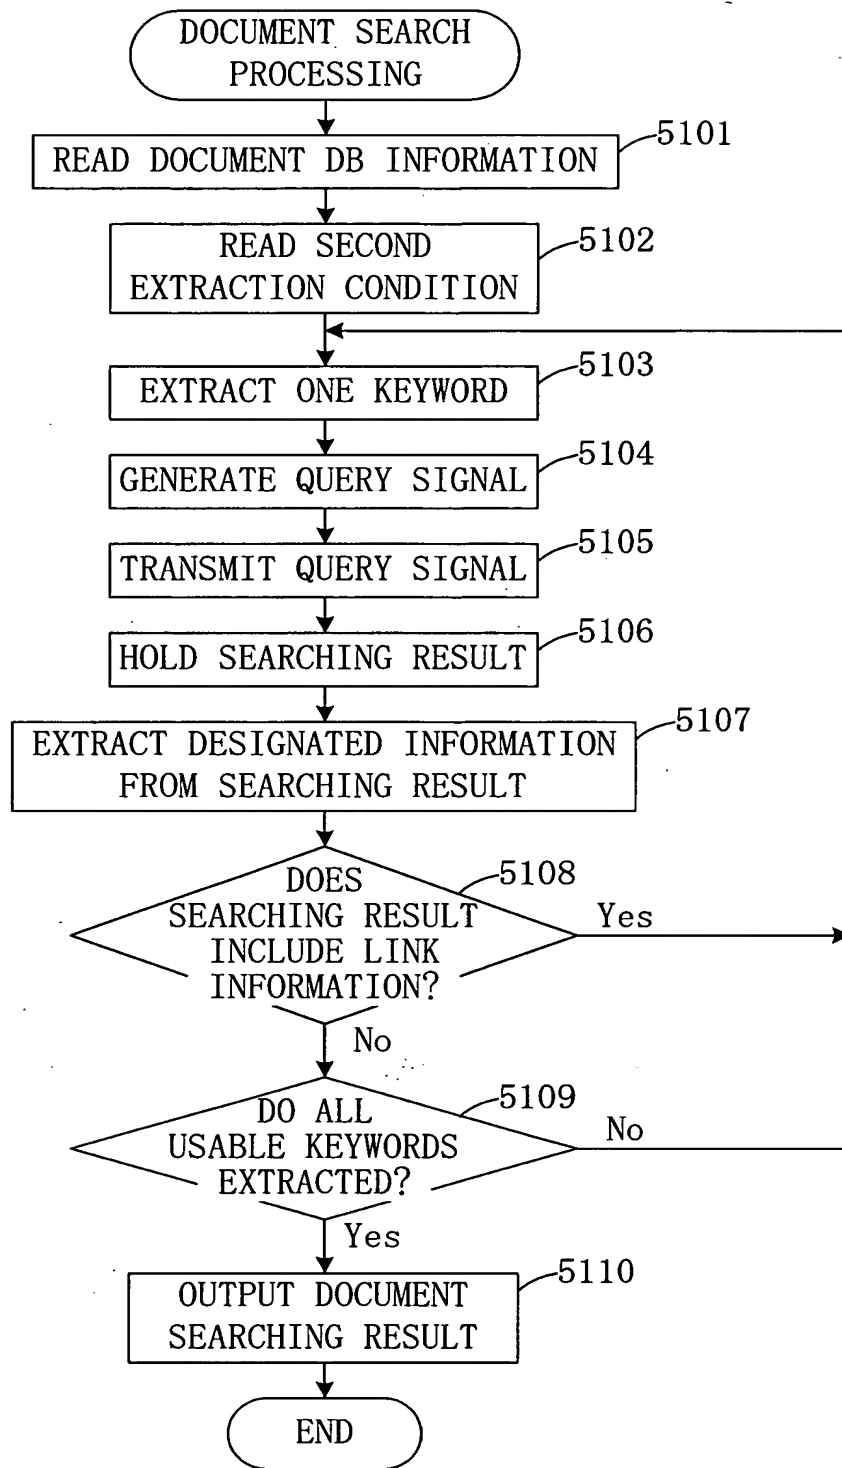 DOCUMENT SEARCH
PROCESSING
5101
READ DOCUMENT DB INFORMATION
5102
READ SECOND
EXTRACTION CONDITION
5103
EXTRACT ONE KEYWORD
5104
GENERATE QUERY SIGNAL
5105
TRANSMIT QUERY SIGNAL
5106
HOLD SEARCHING RESULT
5107
EXTRACT DESIGNATED INFORMATION
FROM SEARCHING RESULT
5108
DOES
SEARCHING RESULT
INCLUDE LINK
INFORMATION?
Yes
No
5109
DO ALL
USABLE KEYWORDS
EXTRACTED?
No
Yes
5110
OUTPUT DOCUMENT
SEARCHING RESULT
END